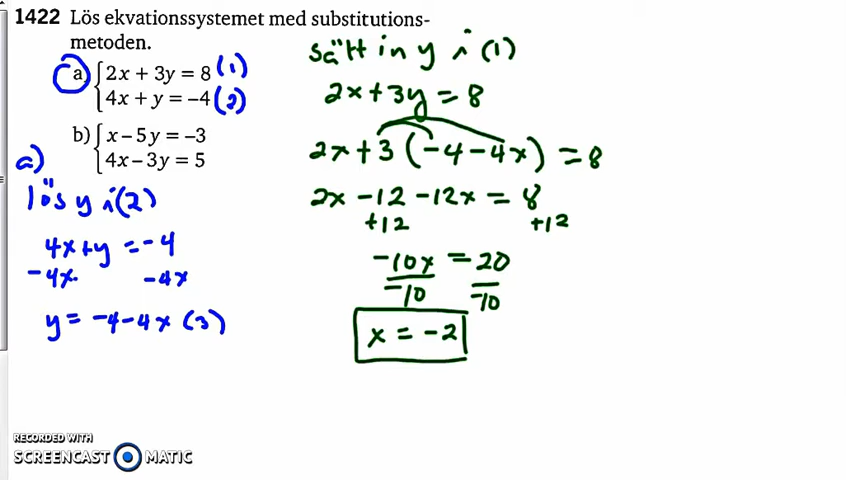 1422 Lös ekvationssystemet med substitutions-
metoden.
a) {2x + 3y = 8 (1)
4x + y = –4 (2)
b) {x – 5y = –3
4x – 3y = 5
a)
lös y i (2)
4x + y = -4
-4x -4x
y = -4 - 4x (3)
sätt in y i (1)
2x + 3y = 8
2x + 3 (-4 - 4x) = 8
2x - 12 - 12x = 8
+12 +12
-10x = 20
-10 -10
x = -2
RECORDED WITH
SCREENCAST MATIC